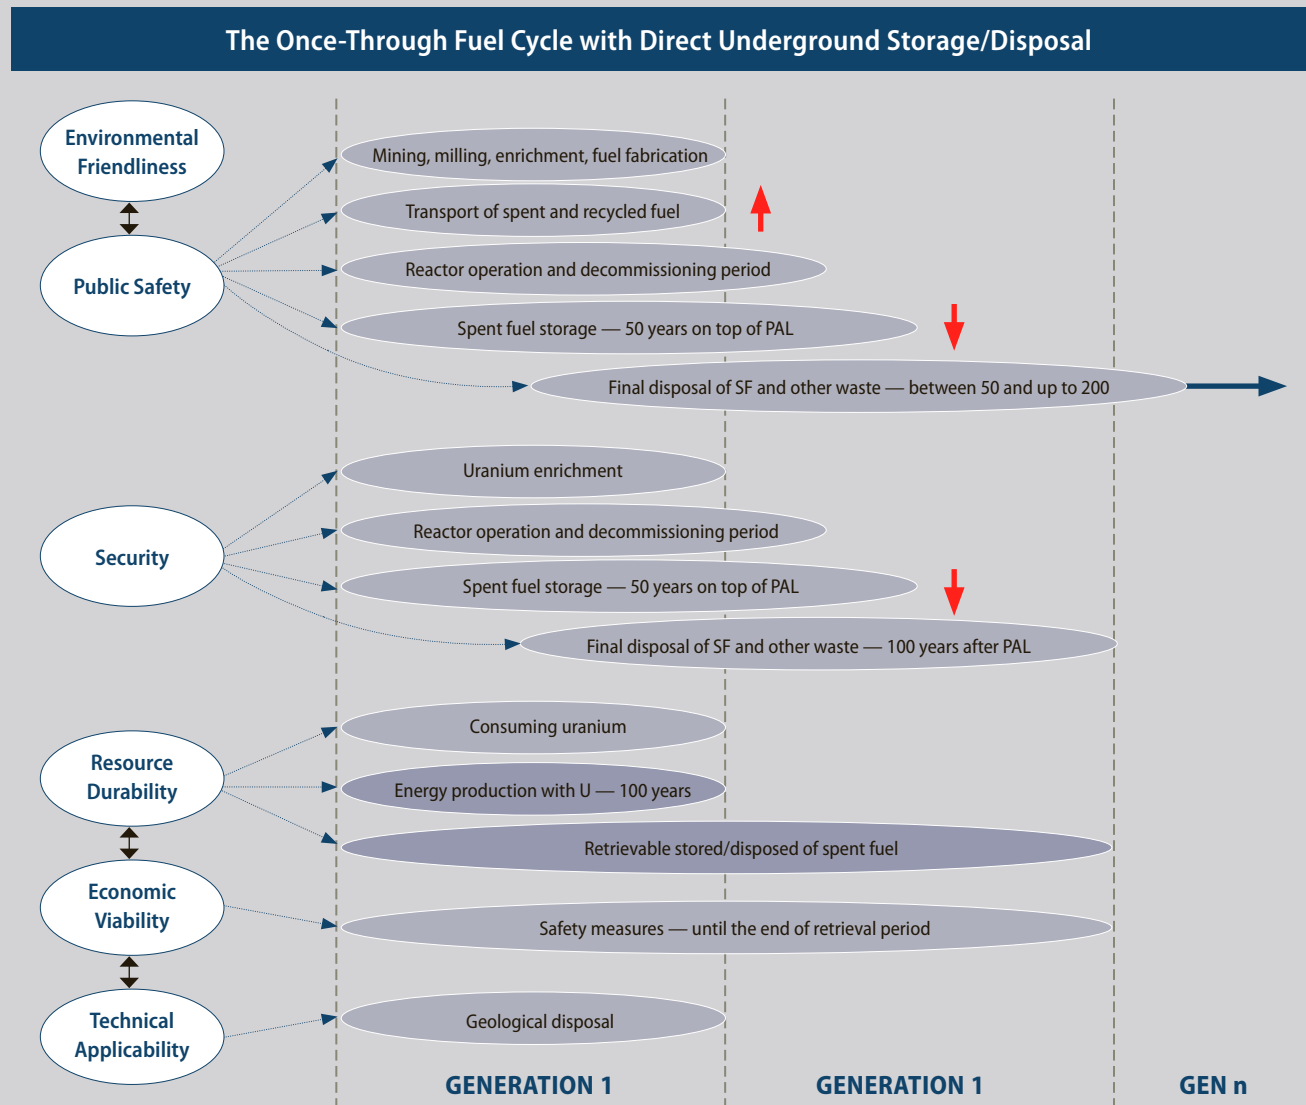 The Once-Through Fuel Cycle with Direct Underground Storage/Disposal
Environmental
Friendliness
Public Safety
Mining, milling, enrichment, fuel fabrication
Transport of spent and recycled fuel
Reactor operation and decommissioning period
Spent fuel storage — 50 years on top of PAL
Final disposal of SF and other waste — between 50 and up to 200
Security
Uranium enrichment
Reactor operation and decommissioning period
Spent fuel storage — 50 years on top of PAL
Final disposal of SF and other waste — 100 years after PAL
Resource
Durability
Consuming uranium
Energy production with U — 100 years
Retrievable stored/disposed of spent fuel
Economic
Viability
Safety measures — until the end of retrieval period
Technical
Applicability
Geological disposal
GENERATION 1
GENERATION 1
GEN n